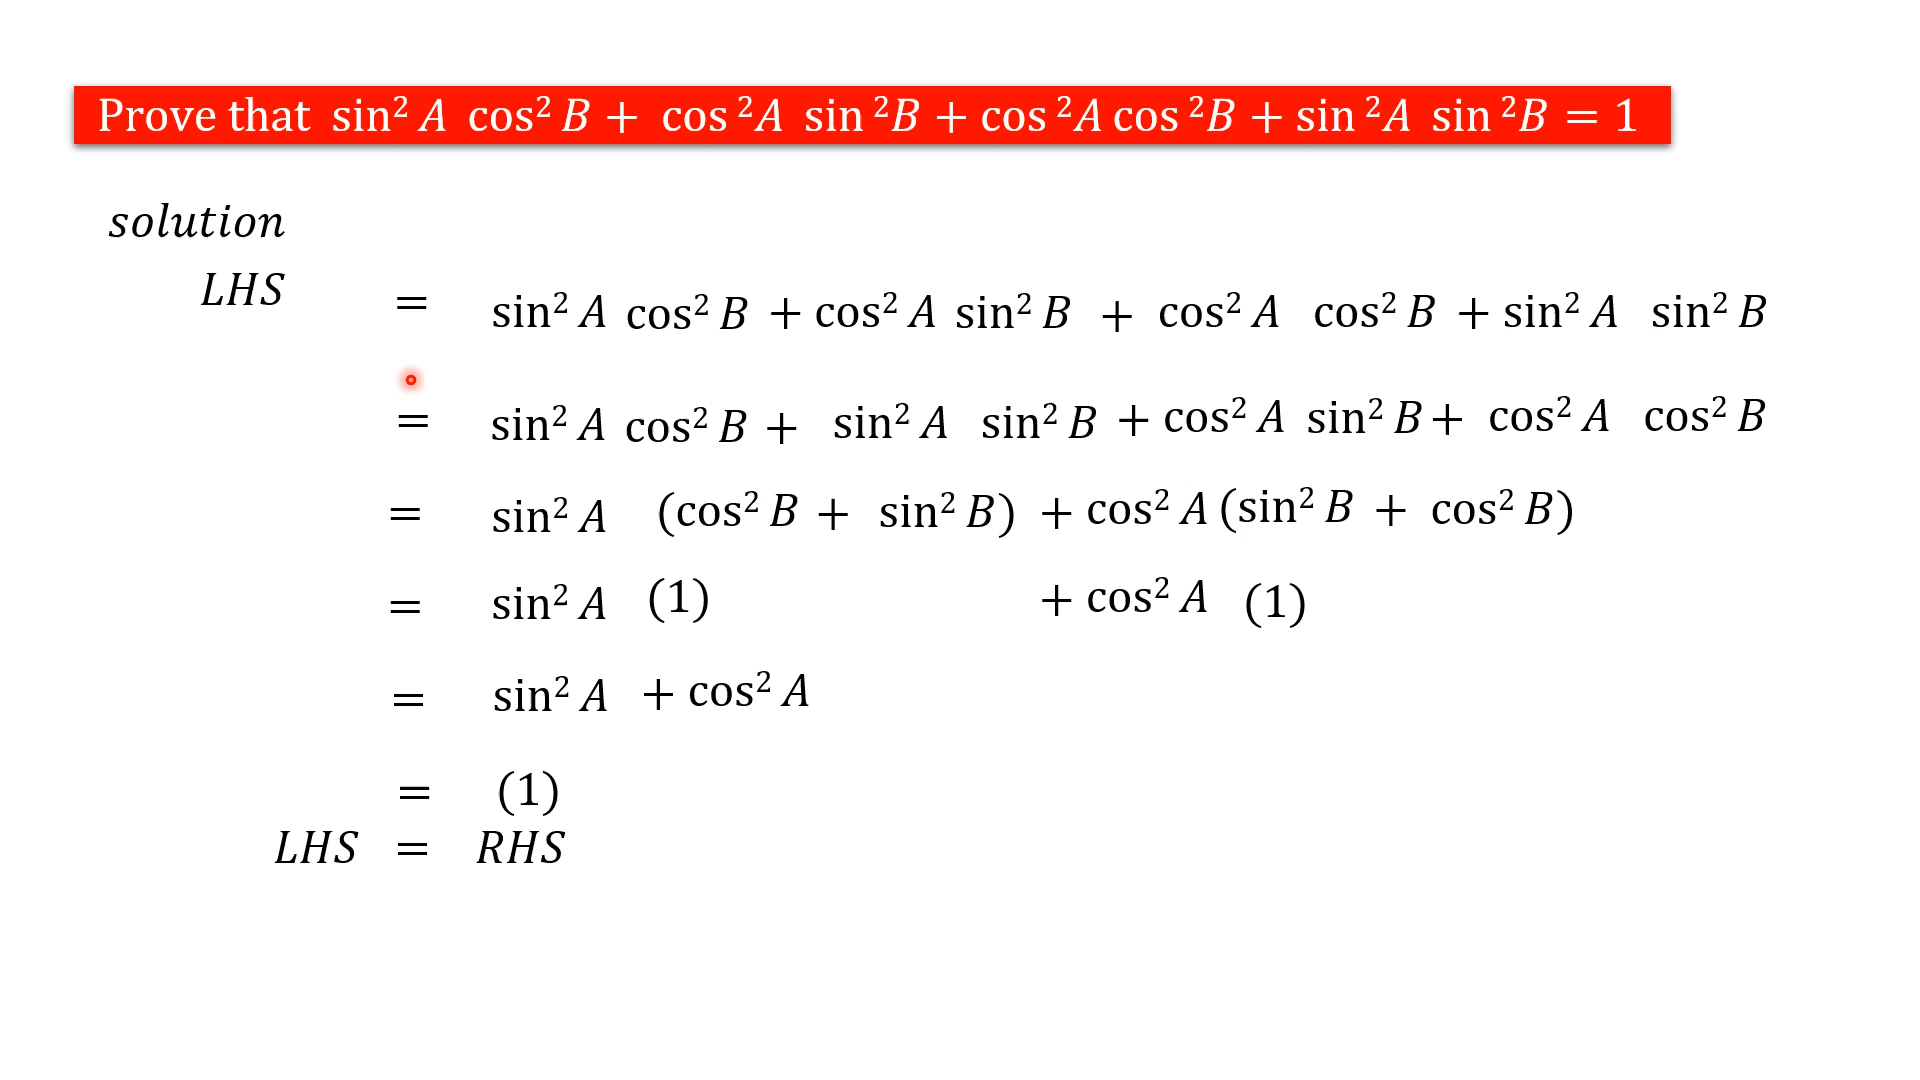 Prove that sin² A cos² B + cos ²A sin ²B + cos ²A cos ²B + sin ²A sin ²B = 1
solution
LHS = sin² A cos² B + cos² A sin² B + cos² A cos² B + sin² A sin² B
= sin² A cos² B + sin² A sin² B + cos² A sin² B + cos² A cos² B
= sin² A (cos² B + sin² B) + cos² A (sin² B + cos² B)
= sin² A (1) + cos² A (1)
= sin² A + cos² A
= (1)
LHS = RHS